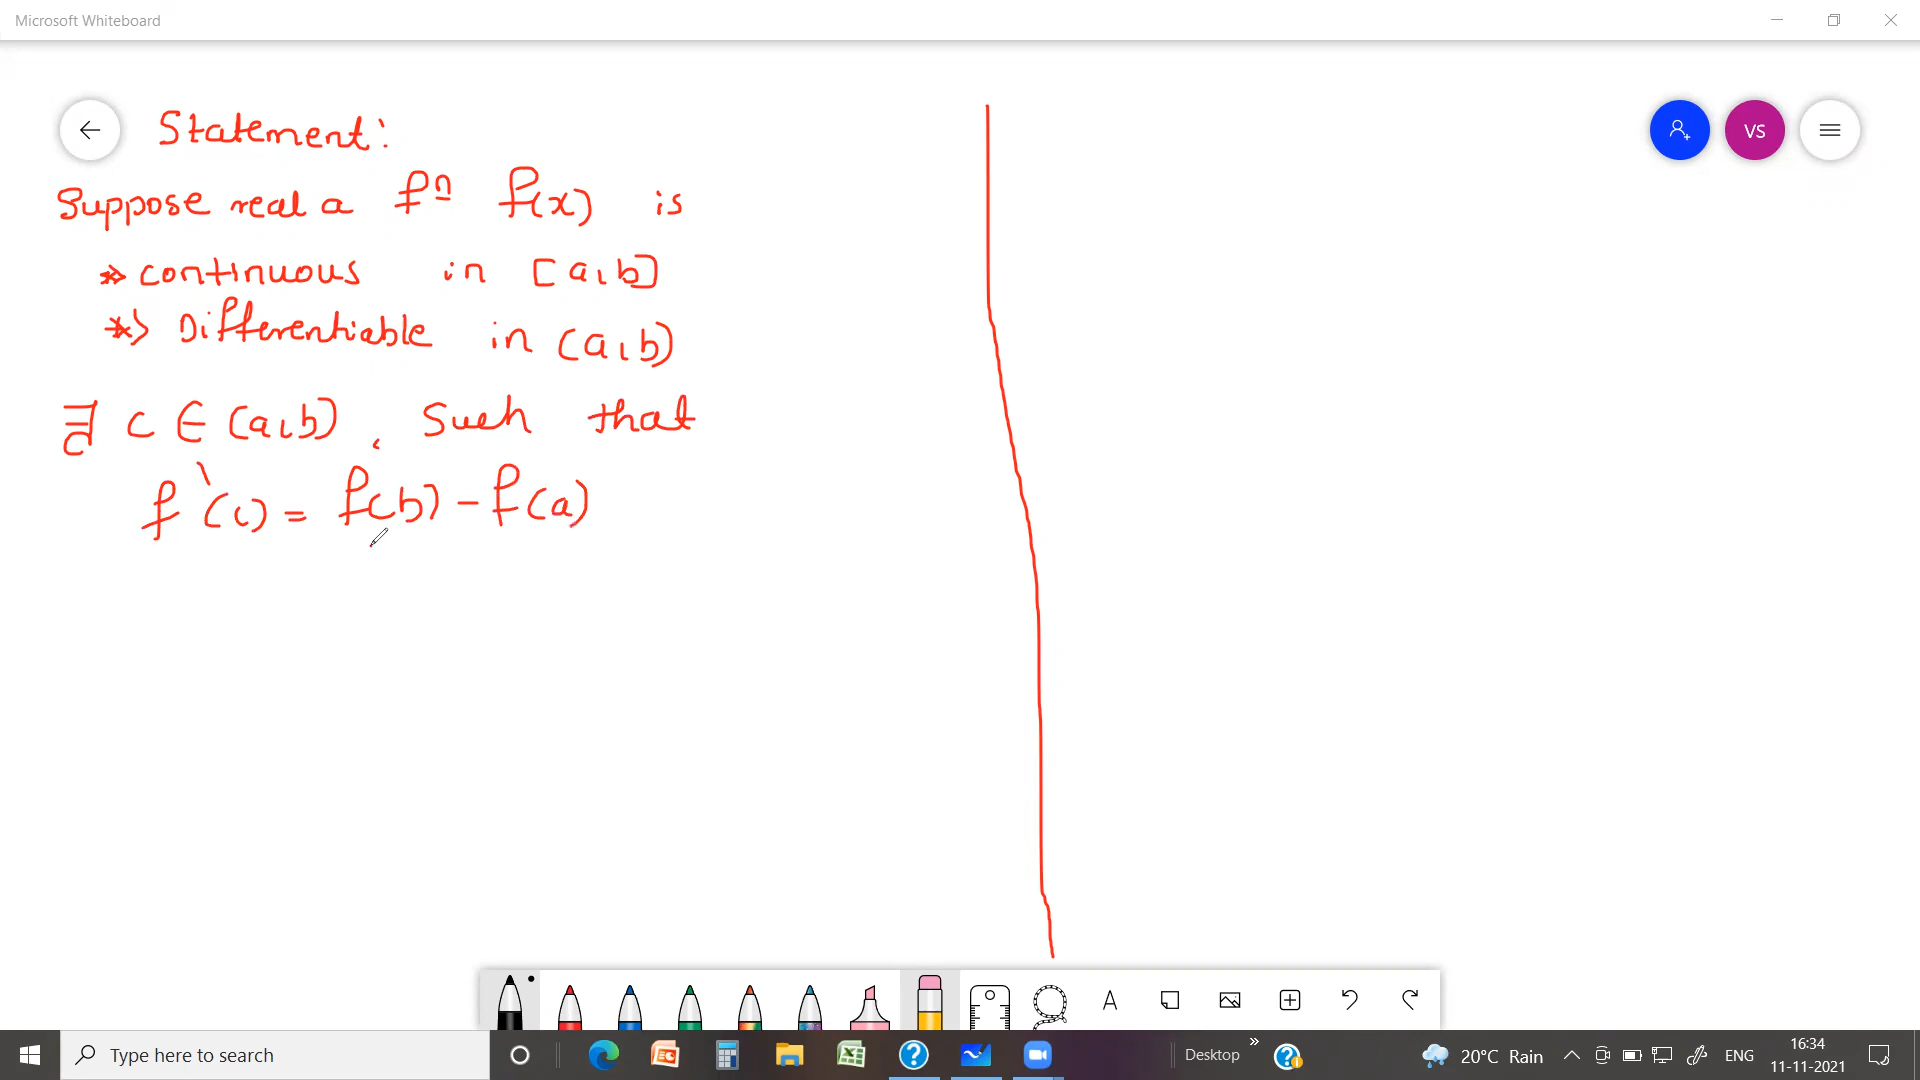 Microsoft Whiteboard
Statement:
VS
Suppose real a fn f(x) is
* continuous in [a,b]
*> Differentiable in (a,b)
∃ a c ∈ (a,b), Such that
f'(c) = f(b) - f(a)
A
Type here to search
Desktop
20°C Rain
ENG
16:34
11-11-2021